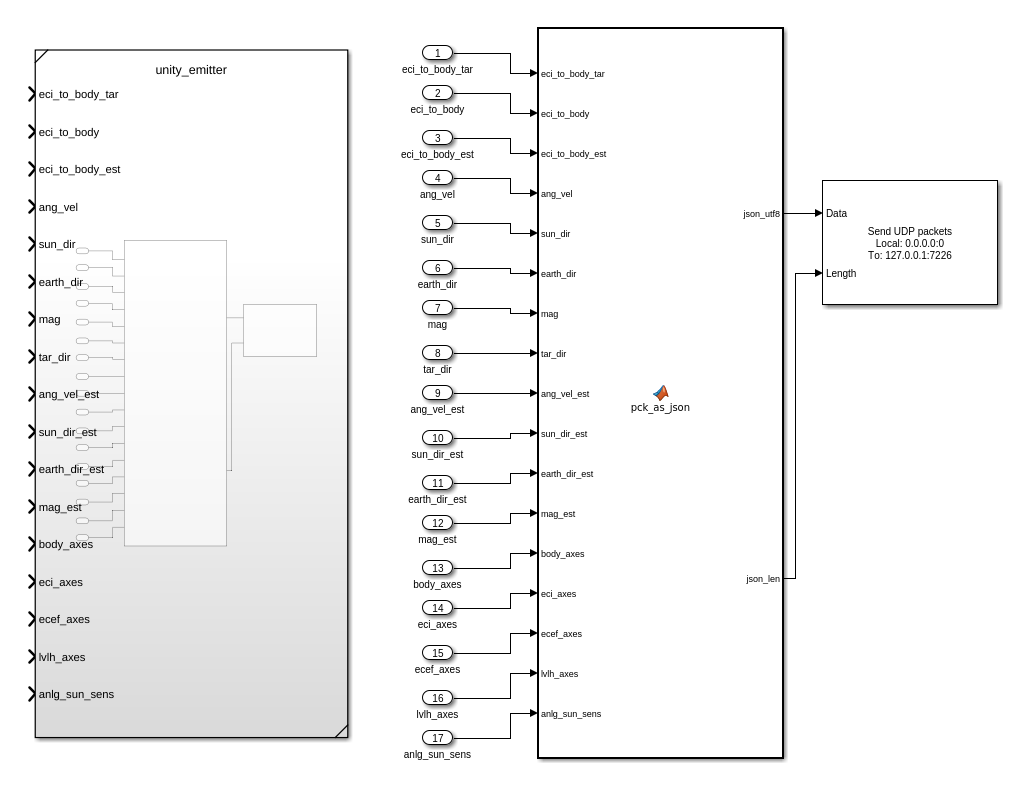 unity_emitter
eci_to_body_tar
eci_to_body
eci_to_body_est
ang_vel
sun_dir
earth_dir
mag
tar_dir
ang_vel_est
sun_dir_est
earth_dir_est
mag_est
body_axes
eci_axes
ecef_axes
lvlh_axes
anlg_sun_sens
1
eci_to_body_tar
2
eci_to_body
3
eci_to_body_est
4
ang_vel
5
sun_dir
6
earth_dir
7
mag
8
tar_dir
9
ang_vel_est
10
sun_dir_est
11
earth_dir_est
12
mag_est
13
body_axes
14
eci_axes
15
ecef_axes
16
lvlh_axes
17
anlg_sun_sens
eci_to_body_tar
eci_to_body
eci_to_body_est
ang_vel
sun_dir
earth_dir
mag
tar_dir
ang_vel_est
sun_dir_est
earth_dir_est
mag_est
body_axes
eci_axes
ecef_axes
lvlh_axes
anlg_sun_sens
pck_as_json
json_utf8
json_len
Data
Length
Send UDP packets
Local: 0.0.0.0:0
To: 127.0.0.1:7226